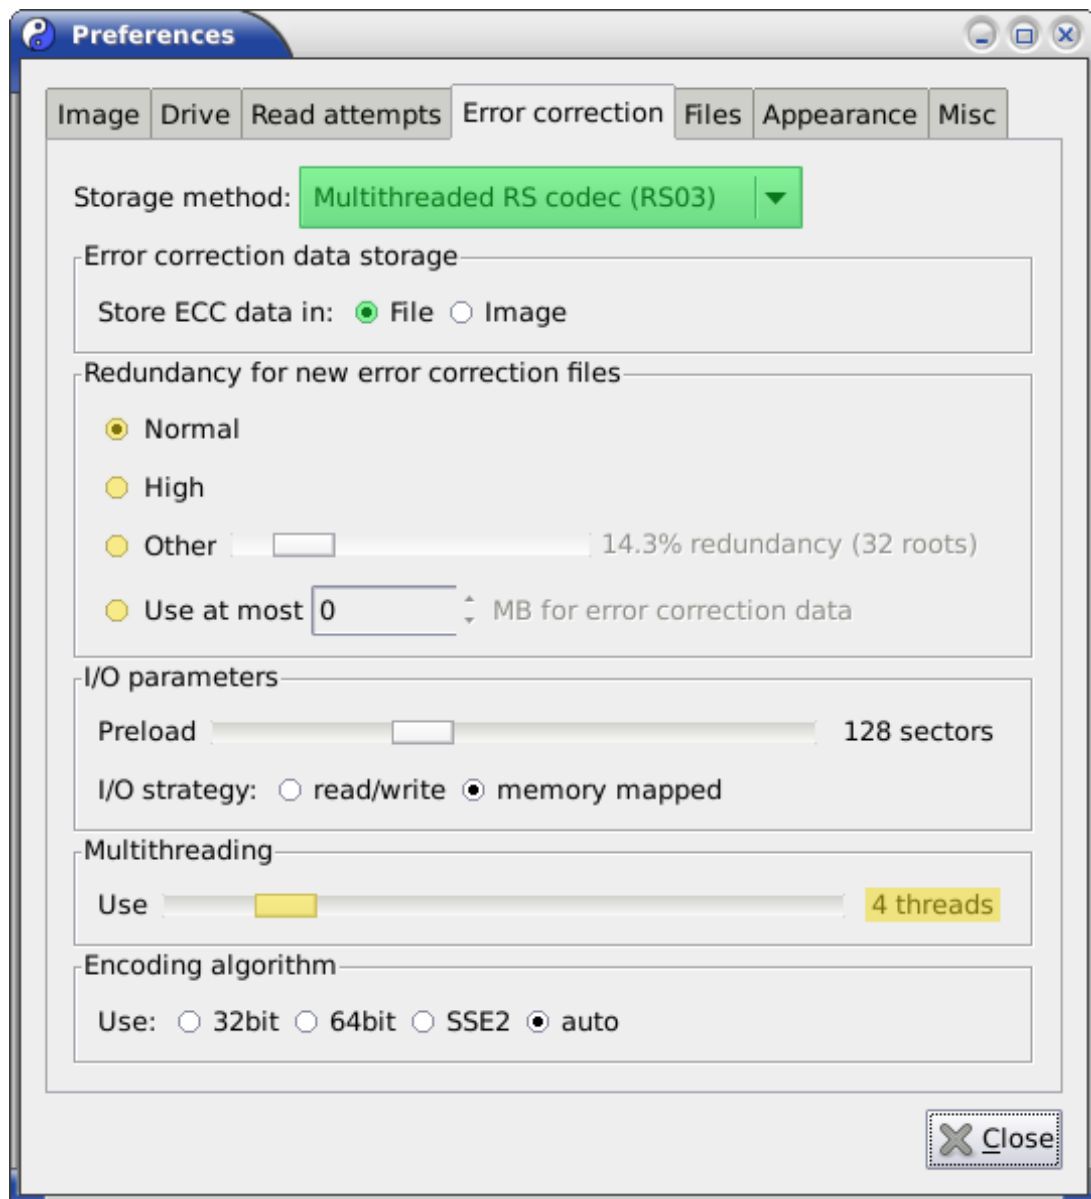 Preferences
Image Drive Read attempts Error correction Files Appearance Misc
Storage method: Multithreaded RS codec (RS03)
Error correction data storage
Store ECC data in: File Image
Redundancy for new error correction files
Normal
High
Other 14.3% redundancy (32 roots)
Use at most 0 MB for error correction data
I/O parameters
Preload 128 sectors
I/O strategy: read/write memory mapped
Multithreading
Use 4 threads
Encoding algorithm
Use: 32bit 64bit SSE2 auto
Close